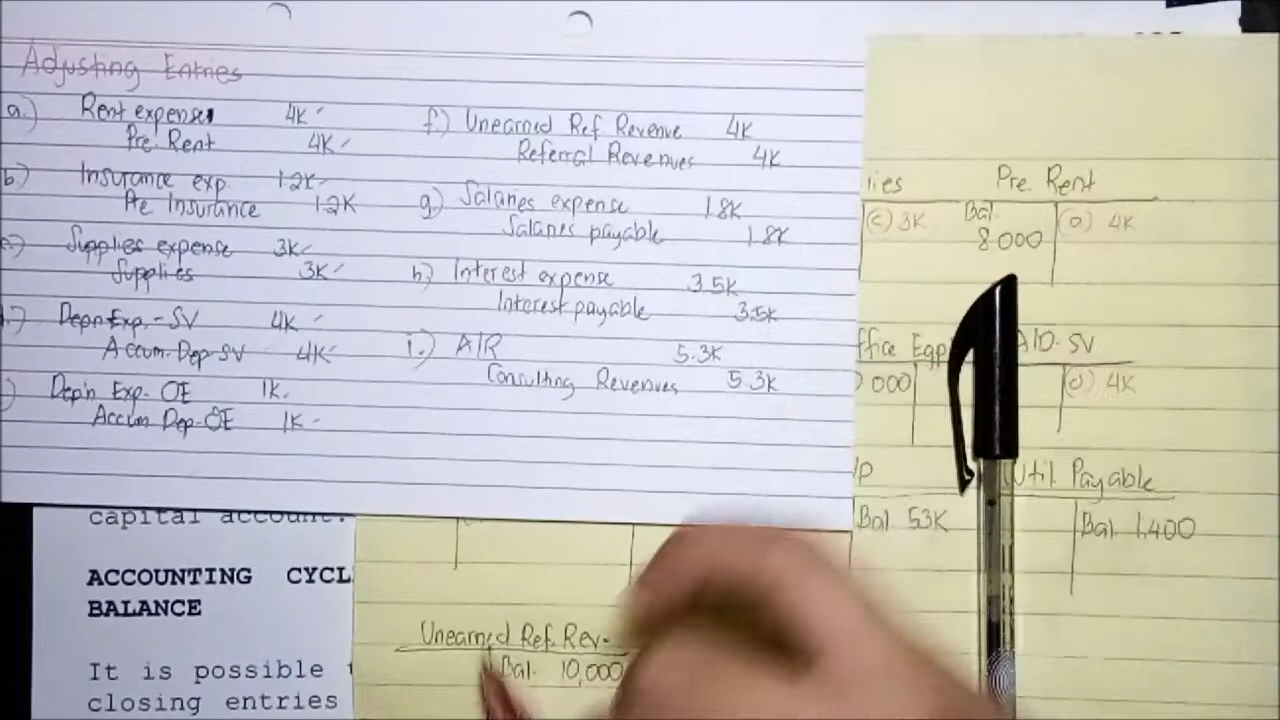 Adjusting Entries
a.) Rent expense 4K
Pre. Rent 4K
b) Insurance exp. 1.2K
Pre Insurance 1.2K
Supplies expense 3K
Supplies 3K
Dep'n Exp.-SV 4K
Accum-Dep-SV 4K
Dep'n Exp. OE 1K
Accum Dep-OE 1K
f) Unearned Ref Revenue 4K
Referral Revenues 4K
g) Salaries expense 1.8K
Salaries payable 1.8K
h) Interest expense 3.5K
Interest payable 3.5K
i.) A/R 5.3K
Consulting Revenues 5.3K
lies Pre. Rent
(c) 3K Bal. 8000 (a) 4K
ffice Eqp A/D-SV
000 (d) 4K
/P Util Payable
Bal 53K Bal. 1,400
capital account.
ACCOUNTING CYCL
BALANCE
It is possible
closing entries
Unearned Ref. Rev.
Bal. 10,000